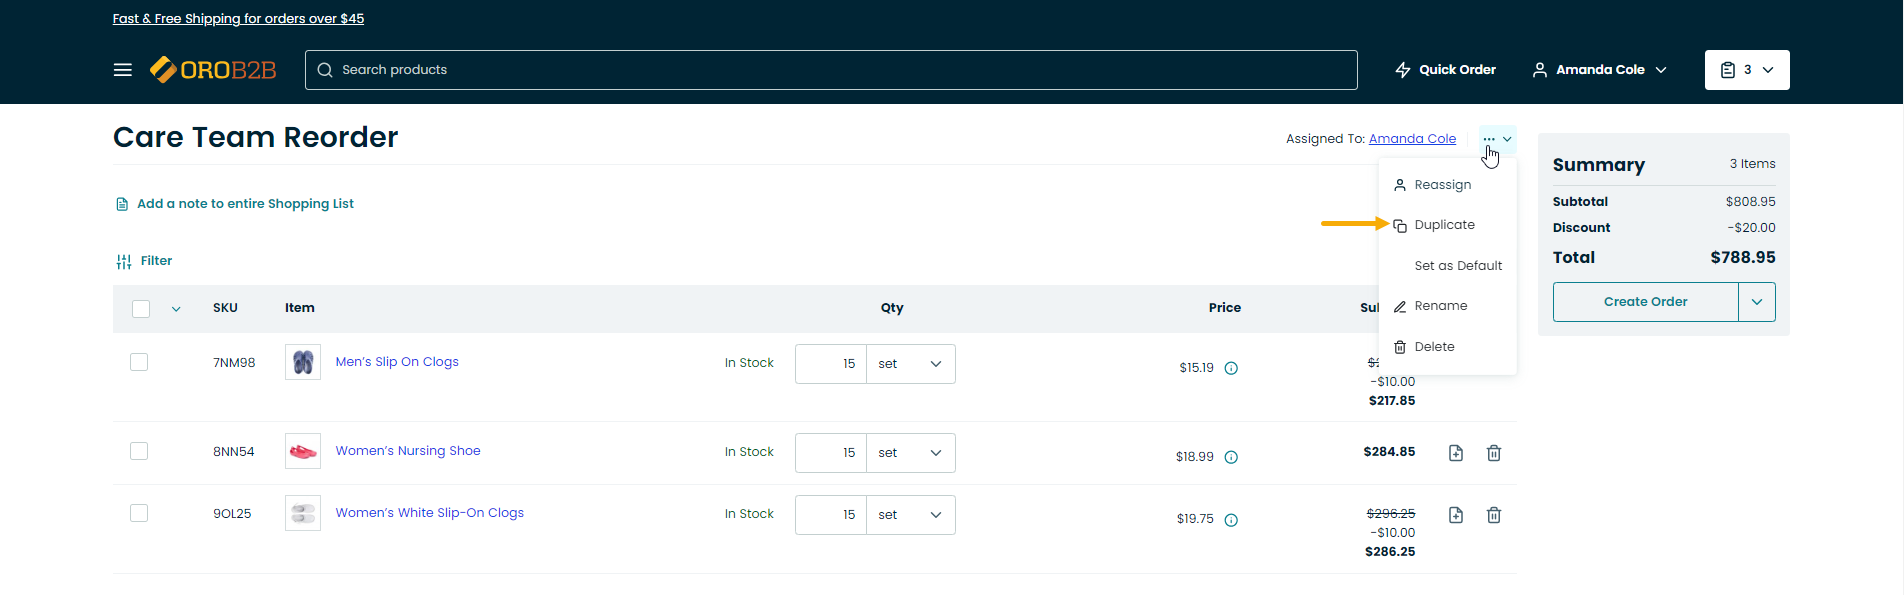 Fast & Free Shipping for orders over $45
OROB2B
Search products
Quick Order
Amanda Cole
3
Care Team Reorder
Assigned To: Amanda Cole
Reassign
Duplicate
Set as Default
Rename
Delete
Summary
3 Items
Subtotal
$808.95
Discount
-$20.00
Total
$788.95
Create Order
Add a note to entire Shopping List
Filter
SKU Item Qty Price
7NM98 Men's Slip On Clogs In Stock 15 set $15.19
-$10.00
$217.85
8NN54 Women's Nursing Shoe In Stock 15 set $18.99 $284.85
9OL25 Women's White Slip-On Clogs In Stock 15 set $19.75 $296.25
-$10.00
$286.25